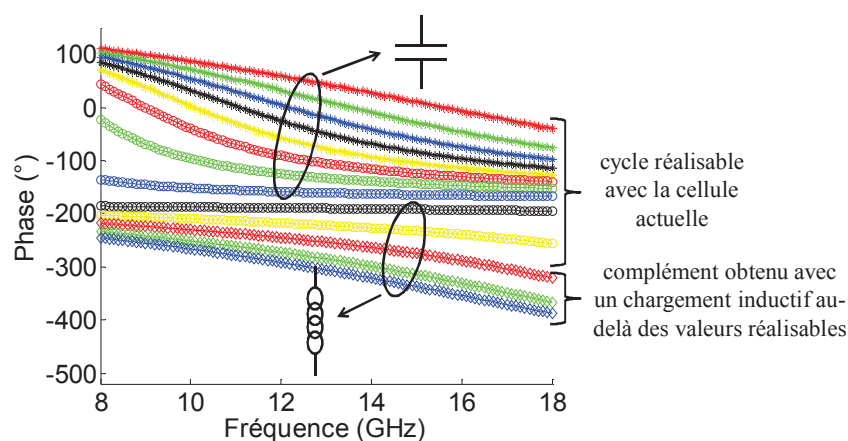 100
0
-100
-200
-300
-400
-500
Phase (°)
8
10
12
14
16
18
Fréquence (GHz)
cycle réalisable
avec la cellule
actuelle
complément obtenu avec
un chargement inductif au-
delà des valeurs réalisables